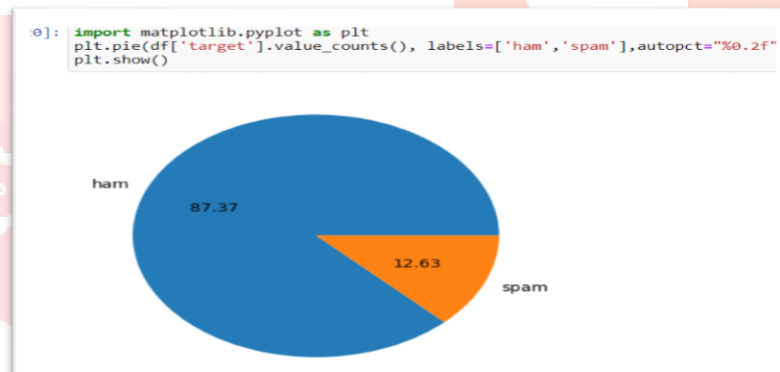 :0]: import matplotlib.pyplot as plt
plt.pie(df['target'].value_counts(), labels=['ham','spam'],autopct="%0.2f"
plt.show()
ham
87.37
12.63
spam